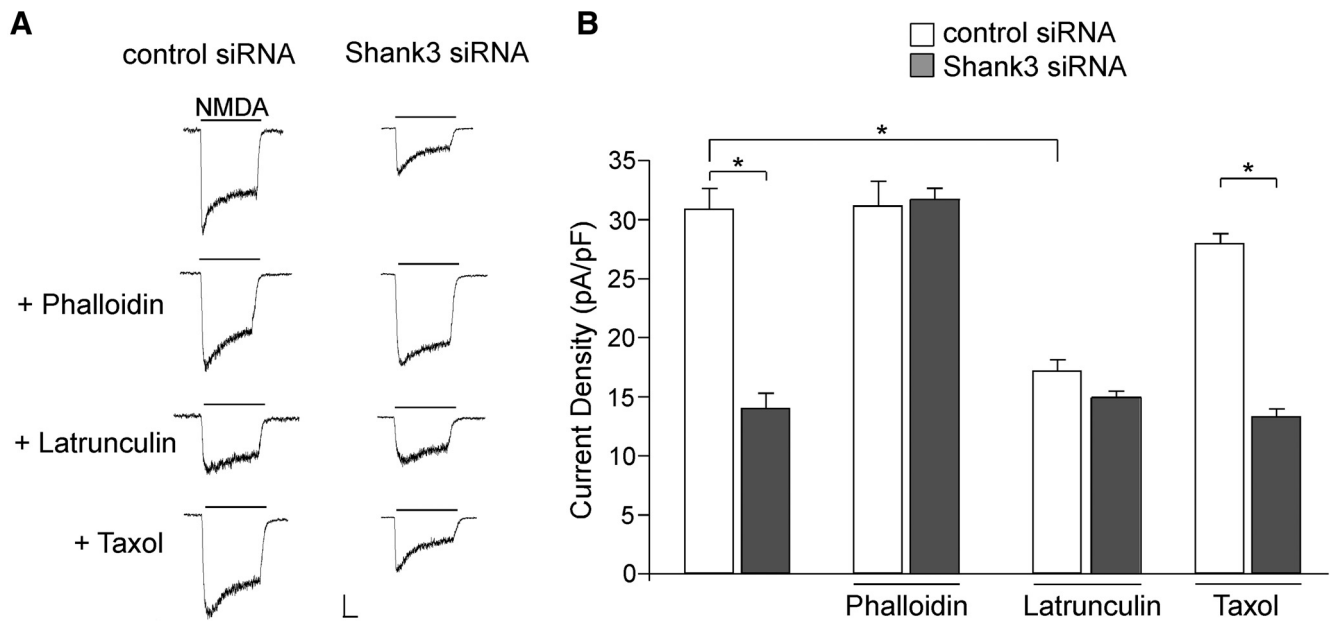 A
control siRNA
Shank3 siRNA
NMDA
+ Phalloidin
+ Latrunculin
+ Taxol
B
control siRNA
Shank3 siRNA
*
*
*
Current Density (pA/pF)
35
30
25
20
15
10
5
0
Phalloidin
Latrunculin
Taxol